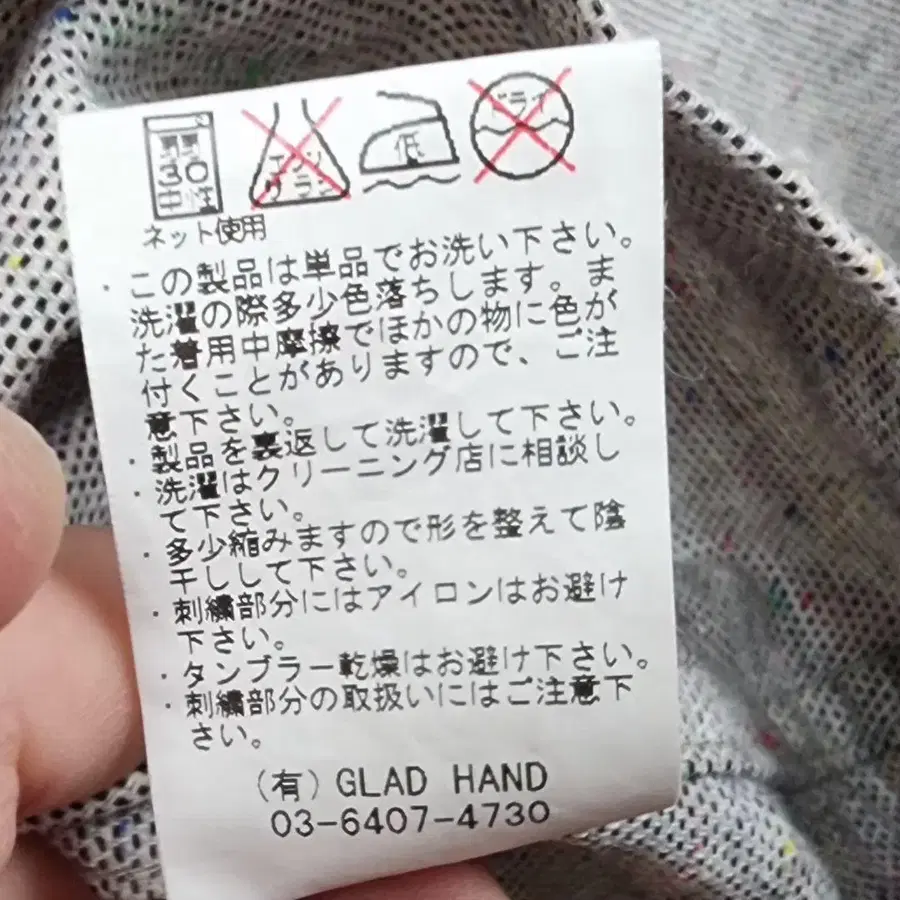 30
中性
エンソ
サラシ
低
ドライ
ネット使用
・この製品は単品でお洗い下さい。
洗濯の際多少色落ちします。ま
た着用中摩擦でほかの物に色が
付くことがありますので、ご注
意下さい。
・製品を裏返して洗濯して下さい。
・洗濯はクリーニング店に相談し
て下さい。
・多少縮みますので形を整えて陰
干しして下さい。
・刺繍部分にはアイロンはお避け
下さい。
・タンブラー乾燥はお避け下さい。
・刺繍部分の取扱いにはご注意下
さい。
(有)GLAD HAND
03-6407-4730